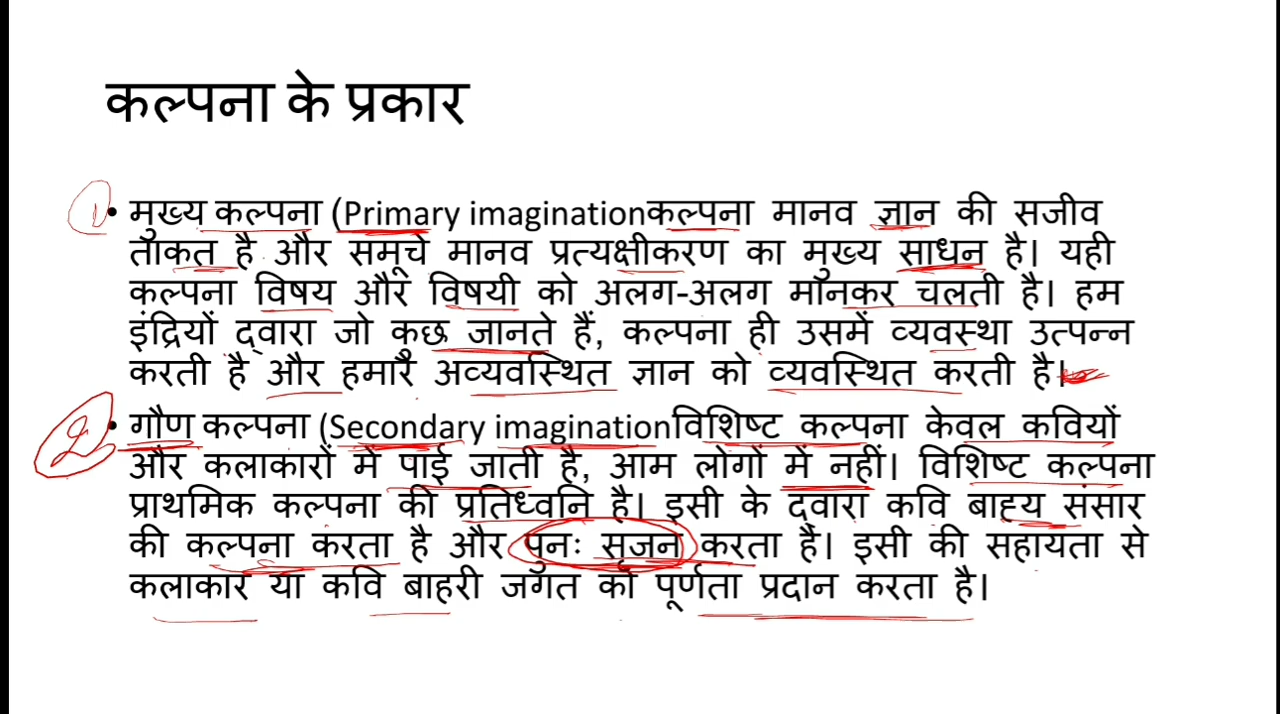 कल्पना के प्रकार
1
• मुख्य कल्पना (Primary imaginationकल्पना मानव ज्ञान की सजीव
ताकत है और समूचे मानव प्रत्यक्षीकरण का मुख्य साधन है। यही
कल्पना विषय और विषयी को अलग-अलग मानकर चलती है। हम
इंद्रियों द्वारा जो कुछ जानते हैं, कल्पना ही उसमें व्यवस्था उत्पन्न
करती है और हमारे अव्यवस्थित ज्ञान को व्यवस्थित करती है।
2
• गौण कल्पना (Secondary imaginationविशिष्ट कल्पना केवल कवियों
और कलाकारों में पाई जाती है, आम लोगों में नहीं। विशिष्ट कल्पना
प्राथमिक कल्पना की प्रतिध्वनि है। इसी के द्वारा कवि बाह्य संसार
की कल्पना करता है और पुनः सृजन करता है। इसी की सहायता से
कलाकार या कवि बाहरी जगत को पूर्णता प्रदान करता है।